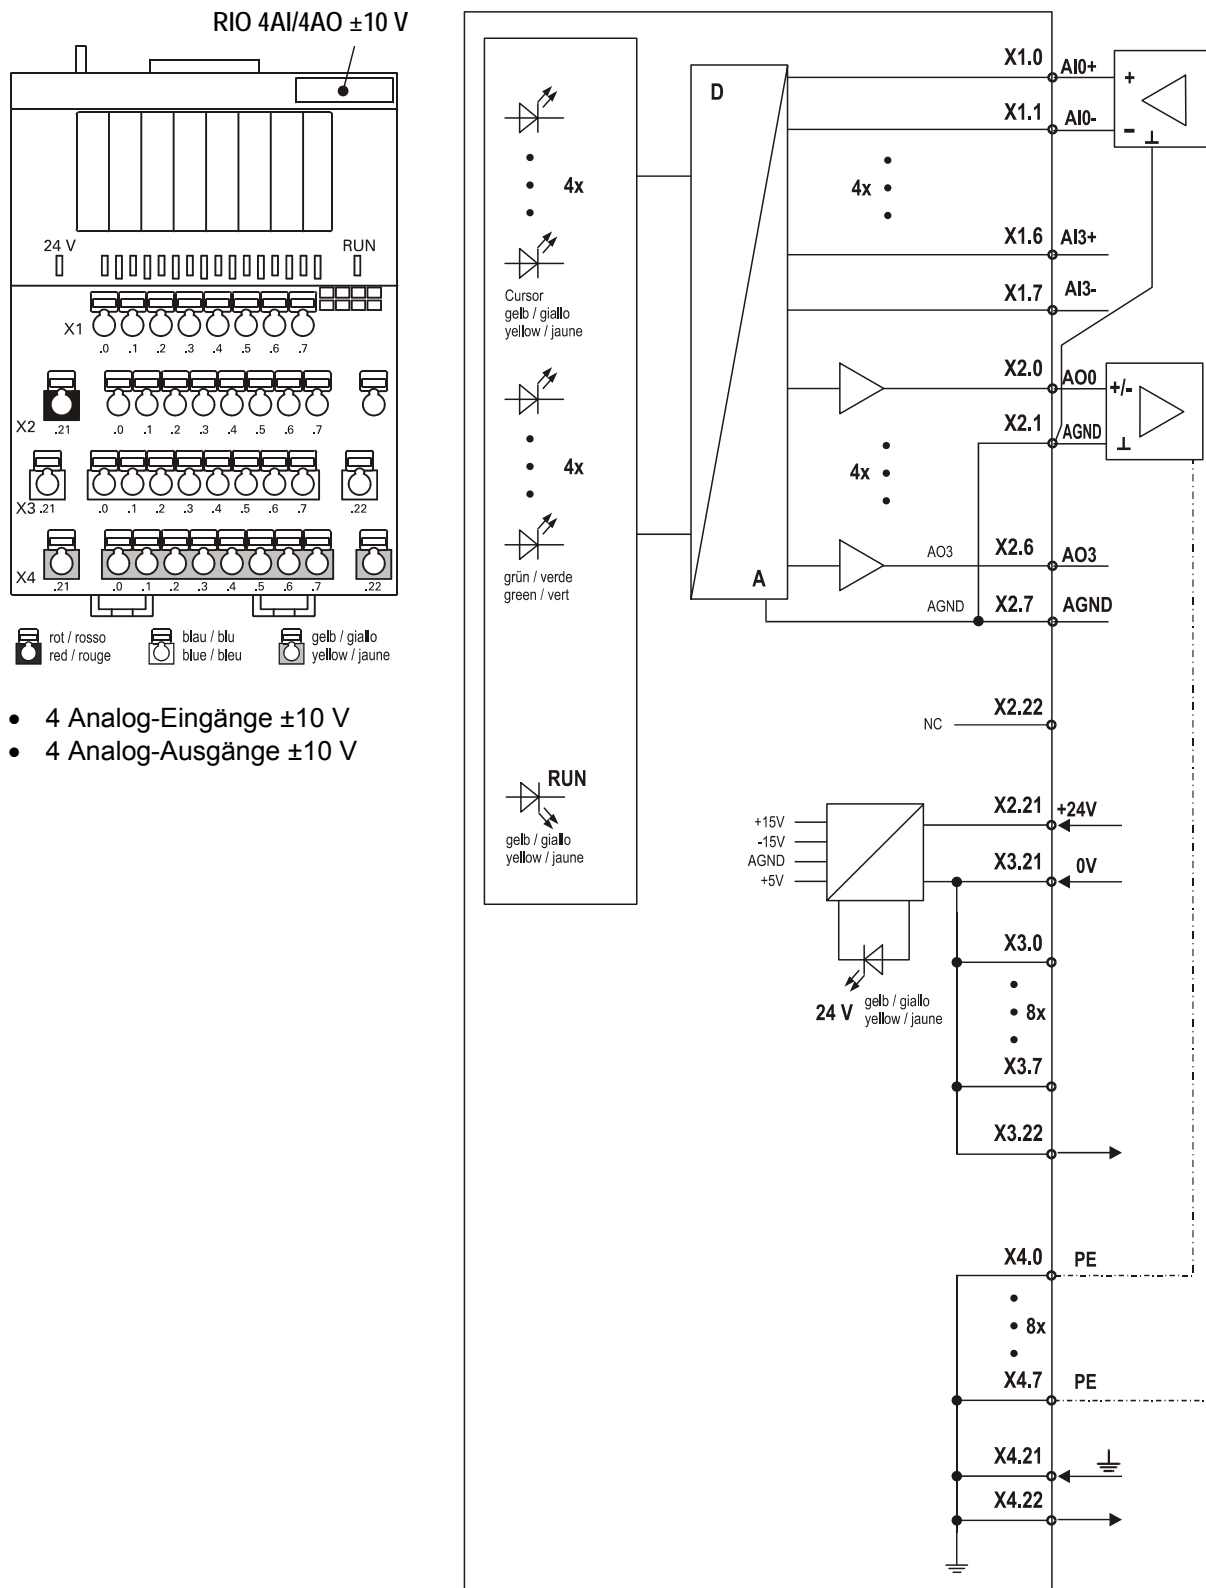 RIO 4AI/4AO ±10 V
24 V
RUN
X1
.0 .1 .2 .3 .4 .5 .6 .7
X2 .21 .0 .1 .2 .3 .4 .5 .6 .7
X3 .21 .0 .1 .2 .3 .4 .5 .6 .7 .22
X4 .21 .0 .1 .2 .3 .4 .5 .6 .7 .22
rot / rosso
red / rouge
blau / blu
blue / bleu
gelb / giallo
yellow / jaune
• 4 Analog-Eingänge ±10 V
• 4 Analog-Ausgänge ±10 V
4x
Cursor
gelb / giallo
yellow / jaune
4x
grün / verde
green / vert
RUN
gelb / giallo
yellow / jaune
D
A
X1.0 AI0+
X1.1 AI0-
4x
X1.6 AI3+
X1.7 AI3-
X2.0 AO0
X2.1 AGND
4x
AO3 X2.6 AO3
AGND X2.7 AGND
+
-
+/-
NC X2.22
X2.21 +24V
X3.21 0V
+15V
-15V
AGND
+5V
24 V
gelb / giallo
yellow / jaune
X3.0
8x
X3.7
X3.22
X4.0 PE
8x
X4.7 PE
X4.21
X4.22